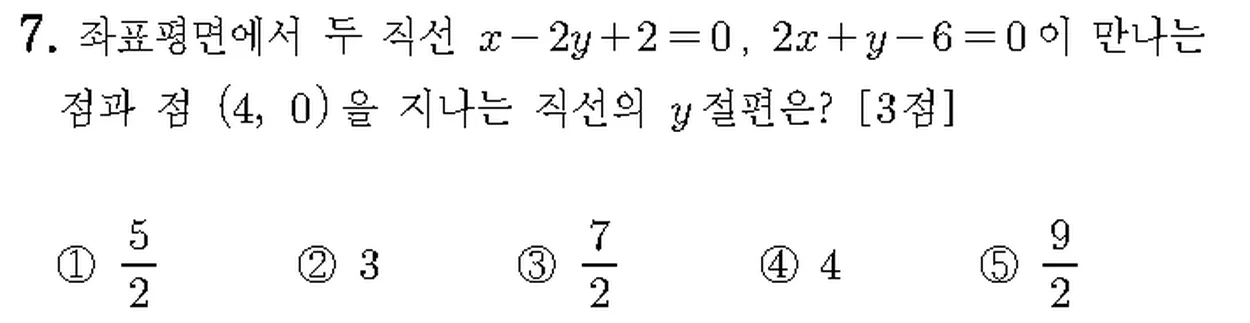 7. 좌표평면에서 두 직선 x-2y+2=0, 2x+y-6=0이 만나는
점과 점 (4, 0)을 지나는 직선의 y절편은? [3점]
① 5/2 ② 3 ③ 7/2 ④ 4 ⑤ 9/2